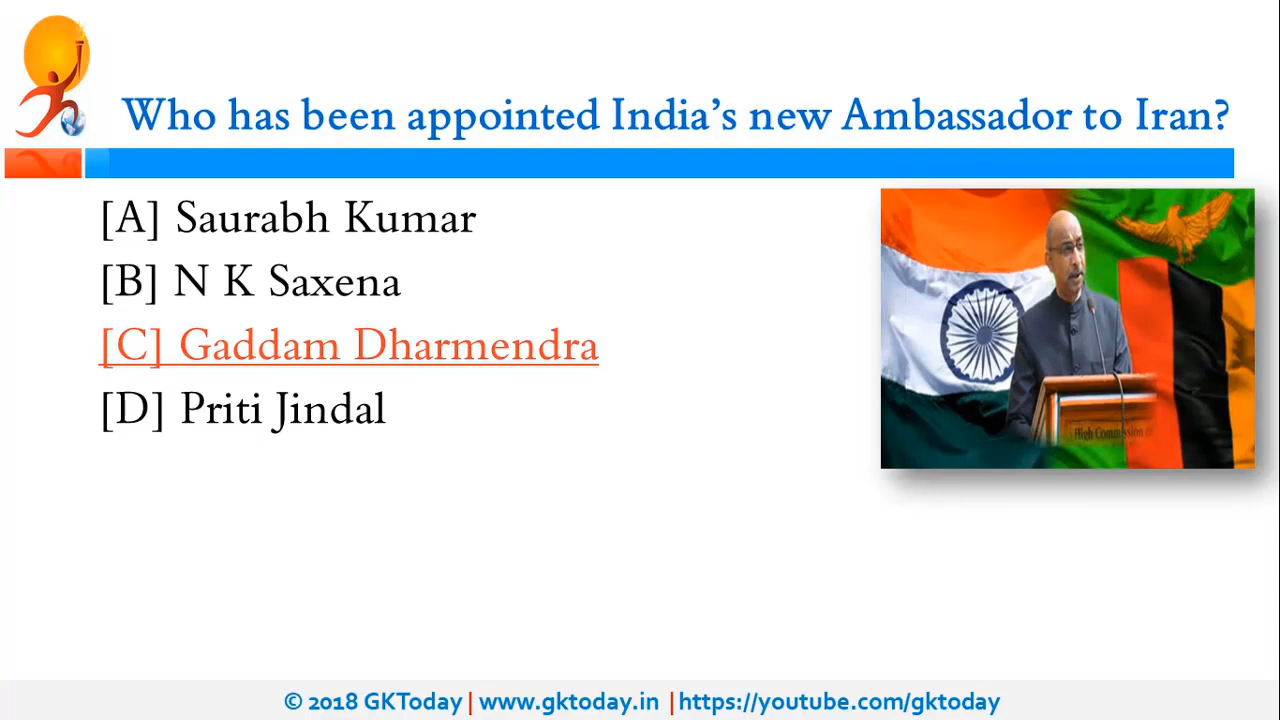 Who has been appointed India’s new Ambassador to Iran?
[A] Saurabh Kumar
[B] N K Saxena
[C] Gaddam Dharmendra
[D] Priti Jindal
High Commission of
© 2018 GKToday | www.gktoday.in | https://youtube.com/gktoday